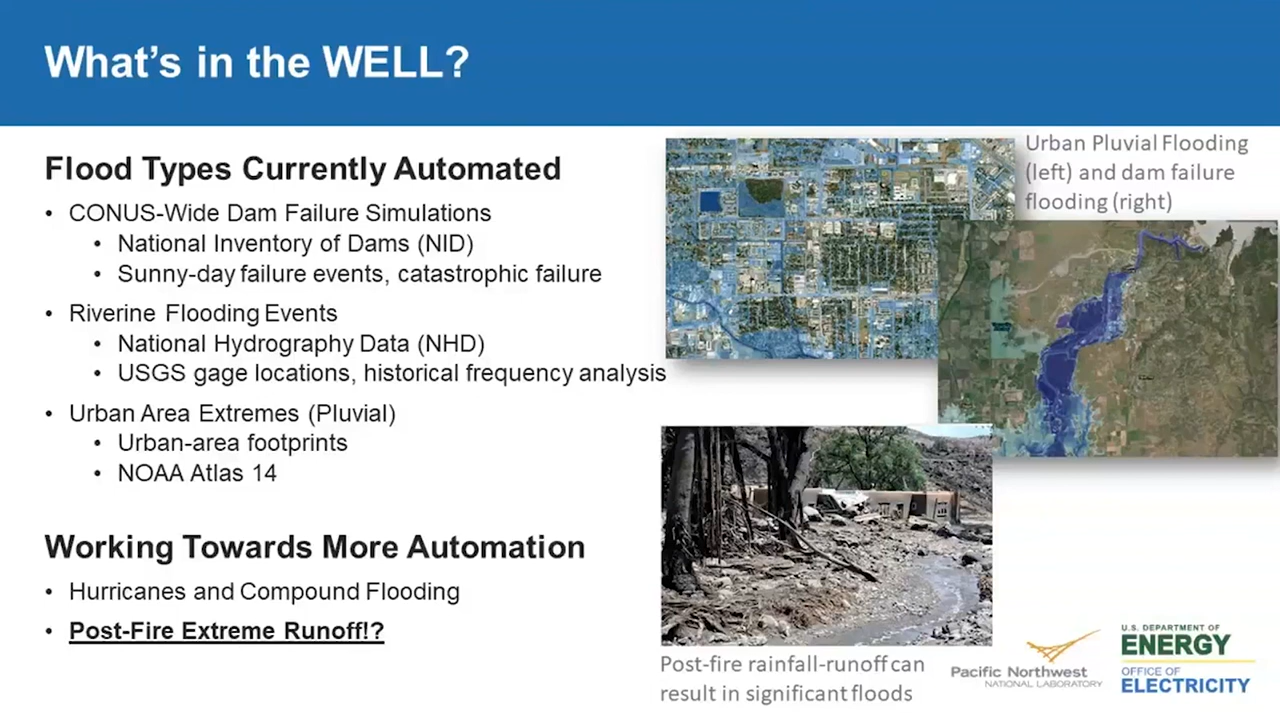 What's in the WELL?
Flood Types Currently Automated
• CONUS-Wide Dam Failure Simulations
• National Inventory of Dams (NID)
• Sunny-day failure events, catastrophic failure
• Riverine Flooding Events
• National Hydrography Data (NHD)
• USGS gage locations, historical frequency analysis
• Urban Area Extremes (Pluvial)
• Urban-area footprints
• NOAA Atlas 14
Working Towards More Automation
• Hurricanes and Compound Flooding
• Post-Fire Extreme Runoff!?
Urban Pluvial Flooding
(left) and dam failure
flooding (right)
Post-fire rainfall-runoff can
result in significant floods
Pacific Northwest
NATIONAL LABORATORY
U.S. DEPARTMENT OF
ENERGY
OFFICE OF
ELECTRICITY